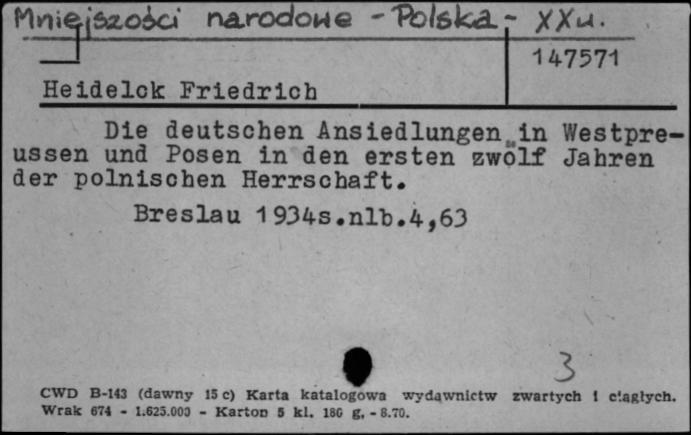 Mniejszości narodowe - Polska - XX w.
147571
Heidelck Friedrich
Die deutschen Ansiedlungen in Westpre-
ussen und Posen in den ersten zwölf Jahren
der polnischen Herrschaft.
Breslau 1934s.nlb.4,63
3
CWD B-143 (dawny 15 c) Karta katalogowa wydawnictw zwartych i ciągłych.
Wrak 674 - 1.625.000 - Karton 5 kl. 180 g. - 8.70.